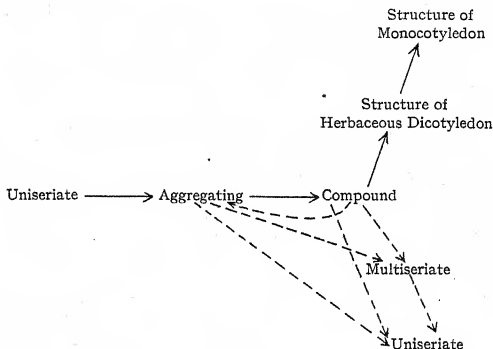 Structure of
Monocotyledon
Structure of
Herbaceous Dicotyledon
Uniseriate
Aggregating
Compound
Multiseriate
Uniseriate